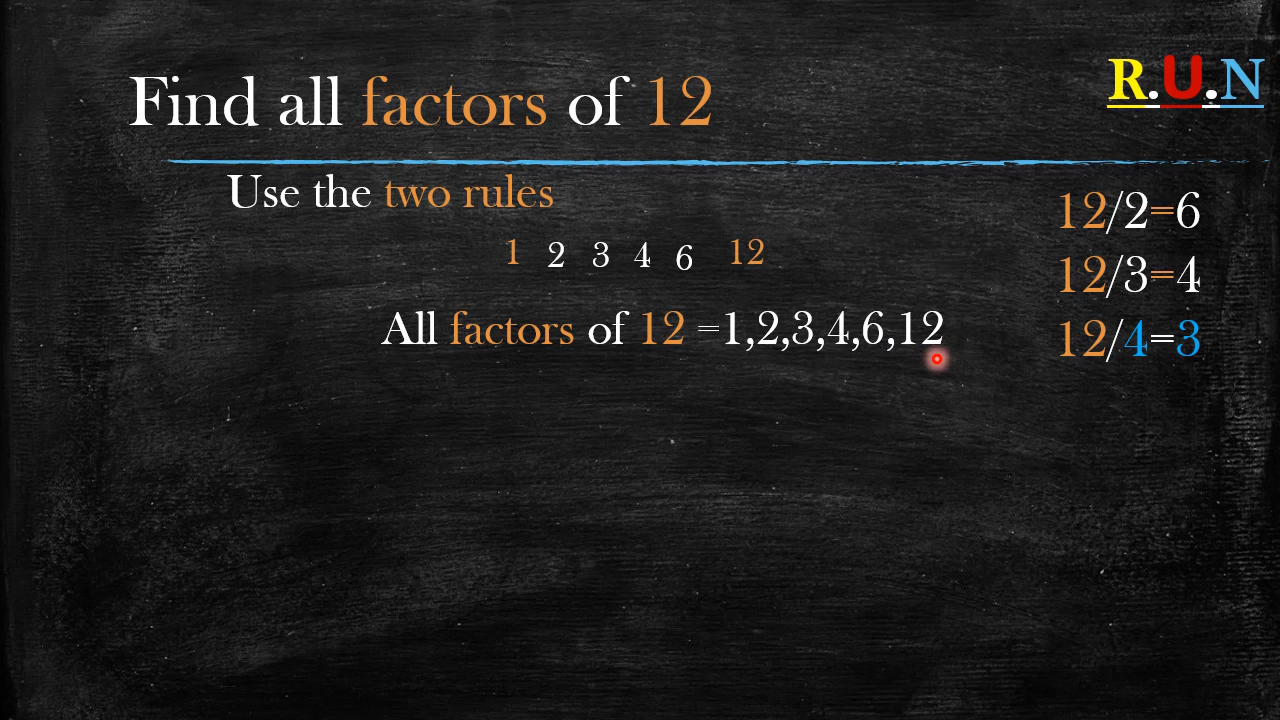 Find all factors of 12
R.U.N
Use the two rules
1 2 3 4 6 12
All factors of 12 =1,2,3,4,6,12
12/2=6
12/3=4
12/4=3